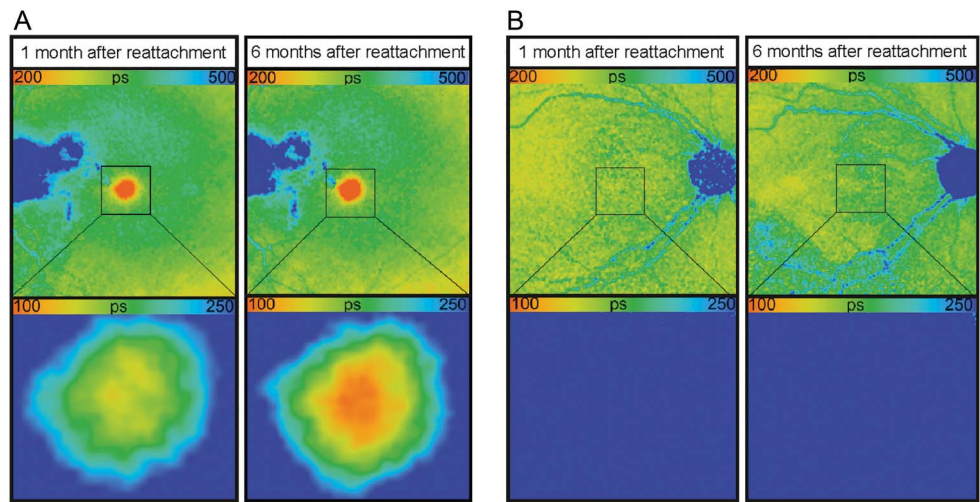 A
B
1 month after reattachment
6 months after reattachment
1 month after reattachment
6 months after reattachment
200 ps 500
200 ps 500
200 ps 500
200 ps 500
100 ps 250
100 ps 250
100 ps 250
100 ps 250